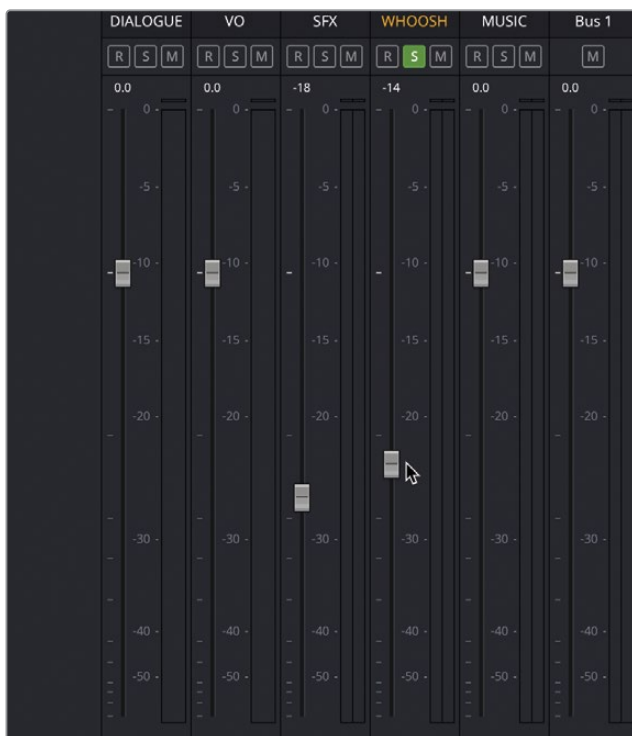 DIALOGUE VO SFX WHOOSH MUSIC Bus 1
R S M R S M R S M R S M R S M M
0.0 0.0 -18 -14 0.0 0.0
0 0 0 0 0 0
-5 -5 -5 -5 -5 -5
-10 -10 -10 -10 -10 -10
-15 -15 -15 -15 -15 -15
-20 -20 -20 -20 -20 -20
-30 -30 -30 -30 -30 -30
-40 -40 -40 -40 -40 -40
-50 -50 -50 -50 -50 -50